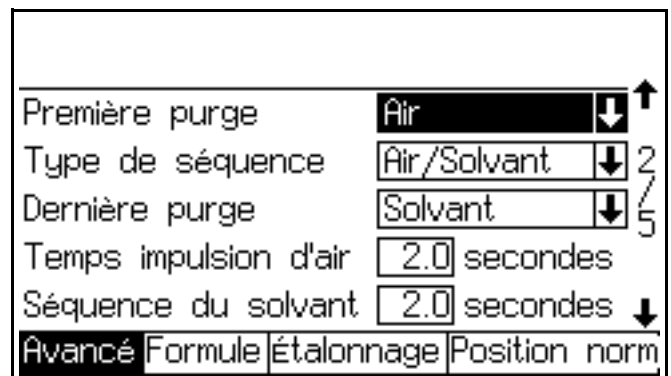 Première purge Air
Type de séquence Air/Solvant
Dernière purge Solvant
Temps impulsion d'air 2.0 secondes
Séquence du solvant 2.0 secondes
2/5
Avancé Formule Étalonnage Position norm